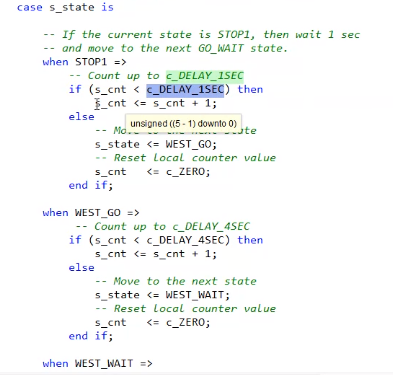 case s_state is
-- If the current state is STOP1, then wait 1 sec
-- and move to the next GO_WAIT state.
when STOP1 =>
-- Count up to c_DELAY_1SEC
if (s_cnt < c_DELAY_1SEC) then
s_cnt <= s_cnt + 1;
else
unsigned ((5 - 1) downto 0)
-- Move to the next state
s_state <= WEST_GO;
-- Reset local counter value
s_cnt <= c_ZERO;
end if;
when WEST_GO =>
-- Count up to c_DELAY_4SEC
if (s_cnt < c_DELAY_4SEC) then
s_cnt <= s_cnt + 1;
else
-- Move to the next state
s_state <= WEST_WAIT;
-- Reset local counter value
s_cnt <= c_ZERO;
end if;
when WEST_WAIT =>